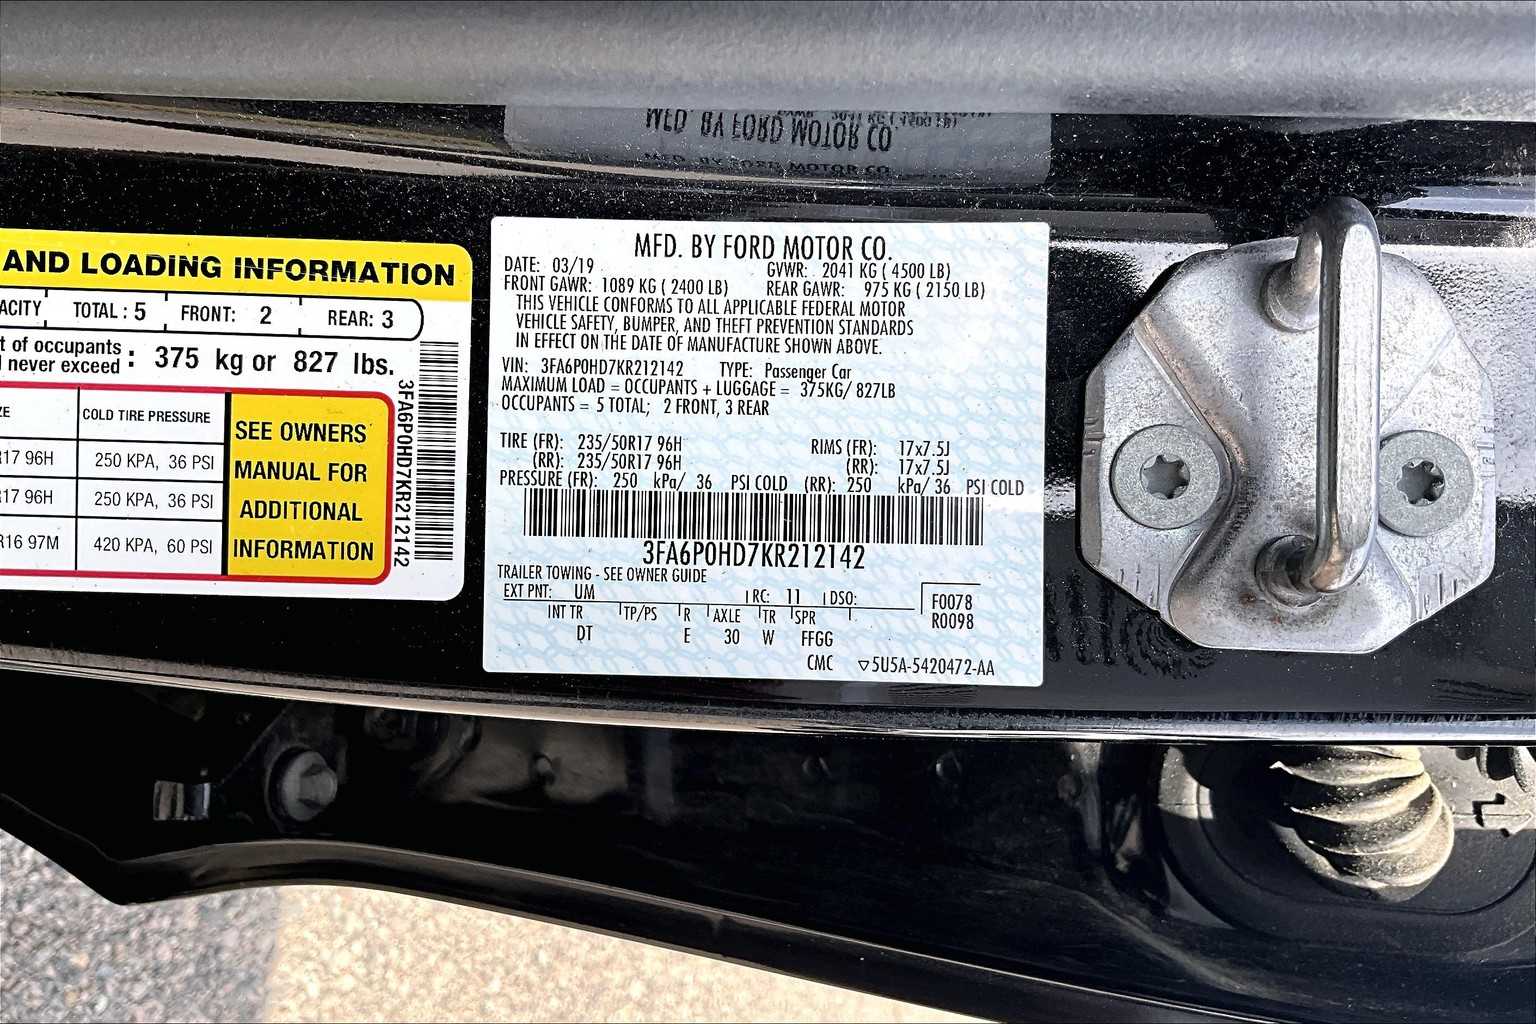 AND LOADING INFORMATION
ACITY TOTAL : 5 FRONT: 2 REAR: 3
t of occupants
never exceed : 375 kg or 827 lbs.
ZE COLD TIRE PRESSURE
R17 96H 250 KPA, 36 PSI
R17 96H 250 KPA, 36 PSI
R16 97M 420 KPA, 60 PSI
SEE OWNERS
MANUAL FOR
ADDITIONAL
INFORMATION
3FA6P0HD7KR212142
MFD. BY FORD MOTOR CO.
DATE: 03/19 GVWR: 2041 KG ( 4500 LB)
FRONT GAWR: 1089 KG ( 2400 LB) REAR GAWR: 975 KG ( 2150 LB)
THIS VEHICLE CONFORMS TO ALL APPLICABLE FEDERAL MOTOR
VEHICLE SAFETY, BUMPER, AND THEFT PREVENTION STANDARDS
IN EFFECT ON THE DATE OF MANUFACTURE SHOWN ABOVE.
VIN: 3FA6P0HD7KR212142 TYPE: Passenger Car
MAXIMUM LOAD = OCCUPANTS + LUGGAGE = 375KG/ 827LB
OCCUPANTS = 5 TOTAL; 2 FRONT, 3 REAR
TIRE (FR): 235/50R17 96H RIMS (FR): 17x7.5J
(RR): 235/50R17 96H (RR): 17x7.5J
PRESSURE (FR): 250 kPa/ 36 PSI COLD (RR): 250 kPa/ 36 PSI COLD
3FA6P0HD7KR212142
TRAILER TOWING - SEE OWNER GUIDE
EXT PNT: UM RC: 11 DSO: F0078
R0098
INT TR TP/PS R AXLE TR SPR
DT E 30 W FFGG
CMC ▽5U5A-5420472-AA